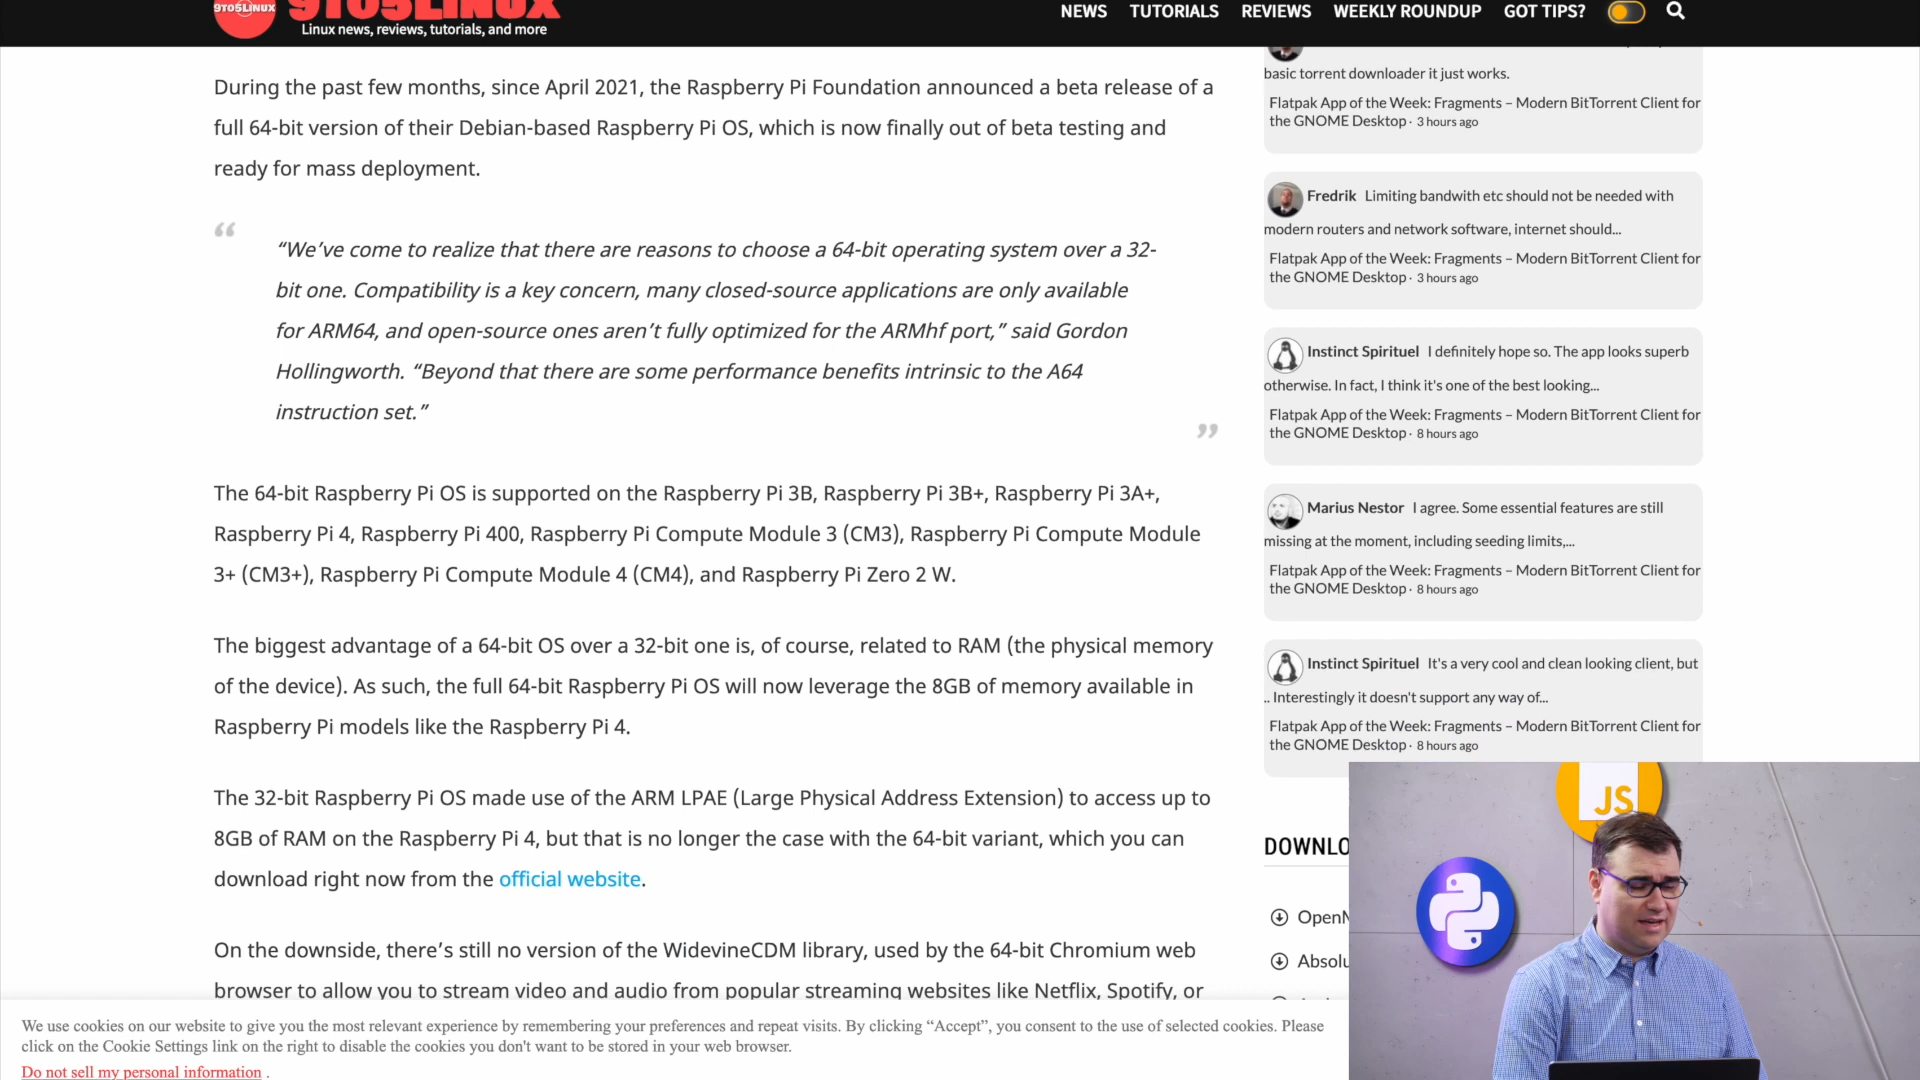 9TO5LINUX
9TO5LINUX
Linux news, reviews, tutorials, and more
NEWS
TUTORIALS
REVIEWS
WEEKLY ROUNDUP
GOT TIPS?
During the past few months, since April 2021, the Raspberry Pi Foundation announced a beta release of a
full 64-bit version of their Debian-based Raspberry Pi OS, which is now finally out of beta testing and
ready for mass deployment.
“
“We’ve come to realize that there are reasons to choose a 64-bit operating system over a 32-
bit one. Compatibility is a key concern, many closed-source applications are only available
for ARM64, and open-source ones aren’t fully optimized for the ARMhf port,” said Gordon
Hollingworth. “Beyond that there are some performance benefits intrinsic to the A64
instruction set.”
”
The 64-bit Raspberry Pi OS is supported on the Raspberry Pi 3B, Raspberry Pi 3B+, Raspberry Pi 3A+,
Raspberry Pi 4, Raspberry Pi 400, Raspberry Pi Compute Module 3 (CM3), Raspberry Pi Compute Module
3+ (CM3+), Raspberry Pi Compute Module 4 (CM4), and Raspberry Pi Zero 2 W.
The biggest advantage of a 64-bit OS over a 32-bit one is, of course, related to RAM (the physical memory
of the device). As such, the full 64-bit Raspberry Pi OS will now leverage the 8GB of memory available in
Raspberry Pi models like the Raspberry Pi 4.
The 32-bit Raspberry Pi OS made use of the ARM LPAE (Large Physical Address Extension) to access up to
8GB of RAM on the Raspberry Pi 4, but that is no longer the case with the 64-bit variant, which you can
download right now from the official website.
On the downside, there’s still no version of the WidevineCDM library, used by the 64-bit Chromium web
browser to allow you to stream video and audio from popular streaming websites like Netflix, Spotify, or
basic torrent downloader it just works.
Flatpak App of the Week: Fragments – Modern BitTorrent Client for
the GNOME Desktop · 3 hours ago
Fredrik Limiting bandwith etc should not be needed with
modern routers and network software, internet should...
Flatpak App of the Week: Fragments – Modern BitTorrent Client for
the GNOME Desktop · 3 hours ago
Instinct Spirituel I definitely hope so. The app looks superb
otherwise. In fact, I think it's one of the best looking...
Flatpak App of the Week: Fragments – Modern BitTorrent Client for
the GNOME Desktop · 8 hours ago
Marius Nestor I agree. Some essential features are still
missing at the moment, including seeding limits,...
Flatpak App of the Week: Fragments – Modern BitTorrent Client for
the GNOME Desktop · 8 hours ago
Instinct Spirituel It's a very cool and clean looking client, but
.. Interestingly it doesn't support any way of...
Flatpak App of the Week: Fragments – Modern BitTorrent Client for
the GNOME Desktop · 8 hours ago
DOWNLO
OpenM
Absolu
JS
We use cookies on our website to give you the most relevant experience by remembering your preferences and repeat visits. By clicking “Accept”, you consent to the use of selected cookies. Please
click on the Cookie Settings link on the right to disable the cookies you don't want to be stored in your web browser.
Do not sell my personal information .